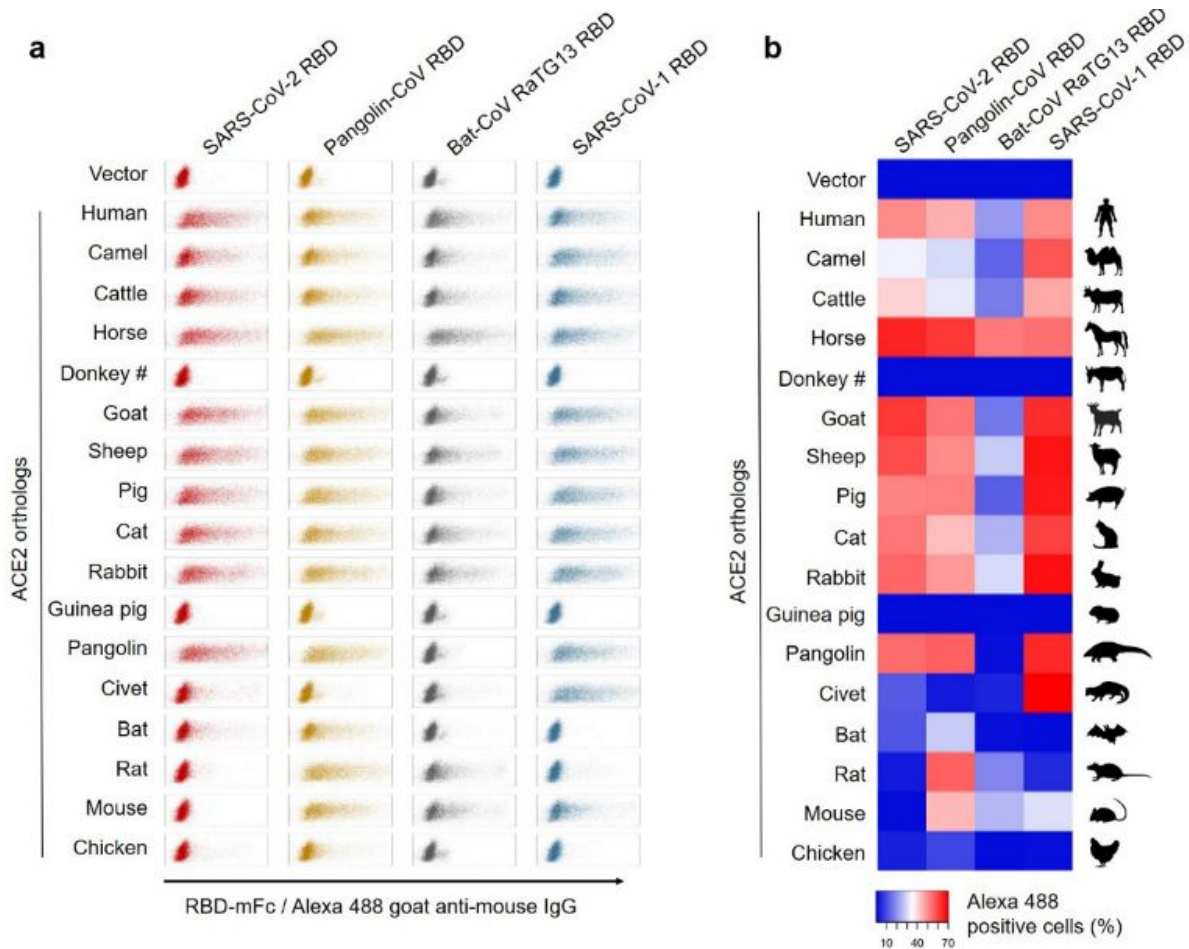 a
SARS-CoV-2 RBD
Pangolin-CoV RBD
Bat-CoV RaTG13 RBD
SARS-CoV-1 RBD
Vector
Human
Camel
Cattle
Horse
Donkey #
Goat
Sheep
Pig
Cat
Rabbit
Guinea pig
Pangolin
Civet
Bat
Rat
Mouse
Chicken
ACE2 orthologs
RBD-mFc / Alexa 488 goat anti-mouse IgG
b
SARS-CoV-2 RBD
Pangolin-CoV RBD
Bat-CoV RaTG13 RBD
SARS-CoV-1 RBD
Vector
Human
Camel
Cattle
Horse
Donkey #
Goat
Sheep
Pig
Cat
Rabbit
Guinea pig
Pangolin
Civet
Bat
Rat
Mouse
Chicken
ACE2 orthologs
10 40 70
Alexa 488
positive cells (%)